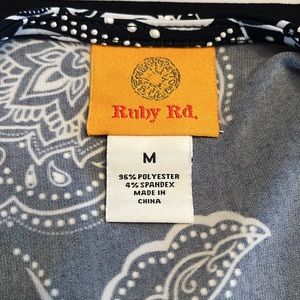 Ruby Rd.
M
96% POLYESTER
4% SPANDEX
MADE IN
CHINA